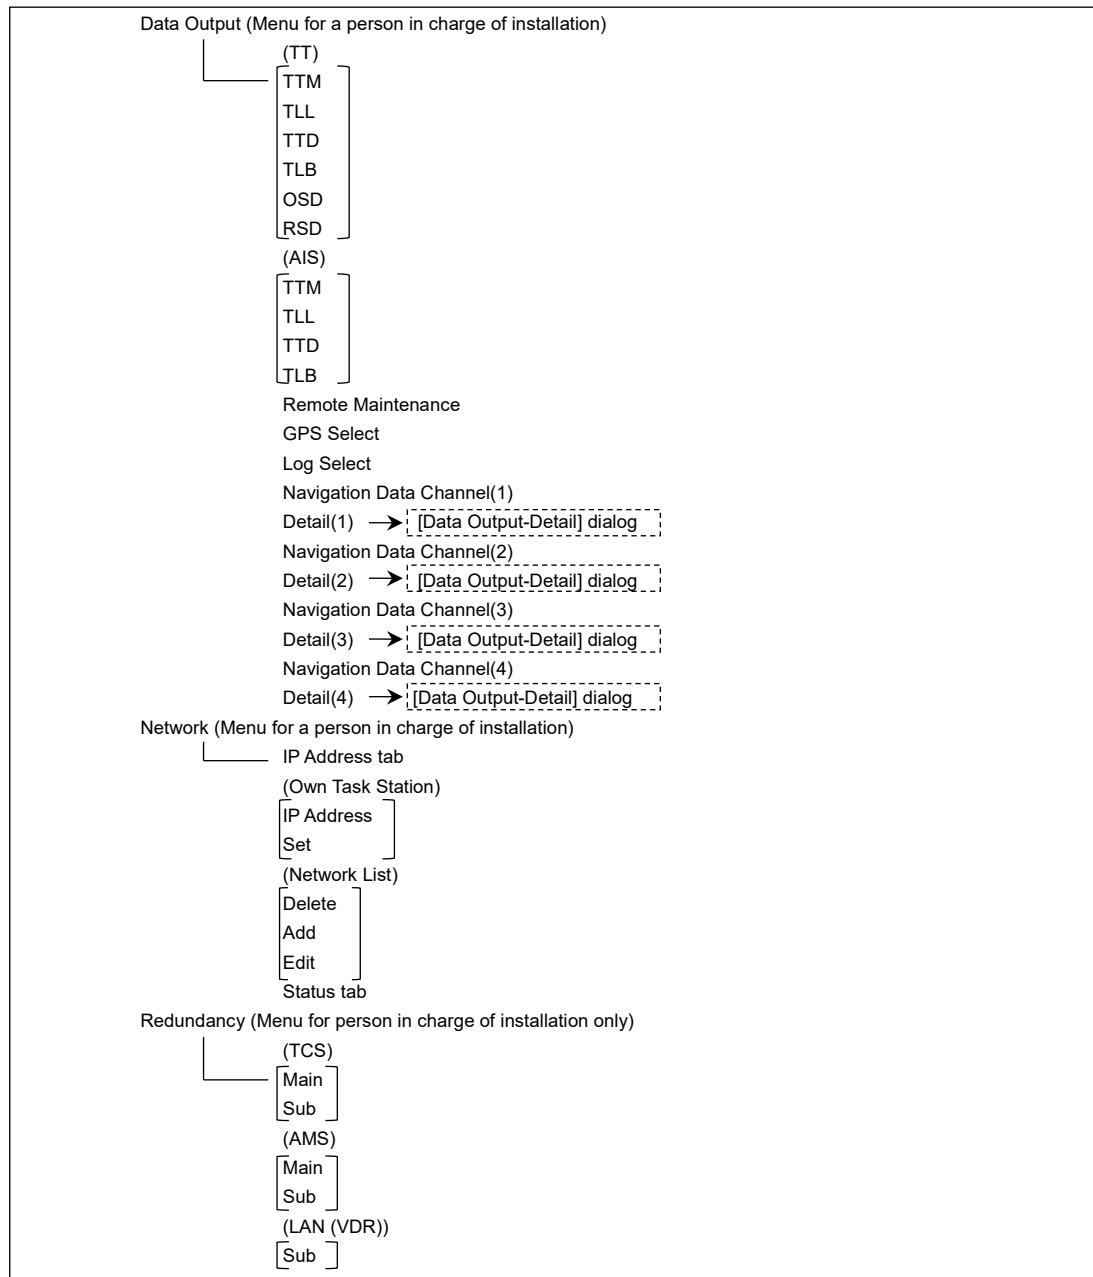 Data Output (Menu for a person in charge of installation)
(TT)
TTM
TLL
TTD
TLB
OSD
RSD
(AIS)
TTM
TLL
TTD
TLB
Remote Maintenance
GPS Select
Log Select
Navigation Data Channel(1)
Detail(1) [Data Output-Detail] dialog
Navigation Data Channel(2)
Detail(2) [Data Output-Detail] dialog
Navigation Data Channel(3)
Detail(3) [Data Output-Detail] dialog
Navigation Data Channel(4)
Detail(4) [Data Output-Detail] dialog
Network (Menu for a person in charge of installation)
IP Address tab
(Own Task Station)
IP Address
Set
(Network List)
Delete
Add
Edit
Status tab
Redundancy (Menu for person in charge of installation only)
(TCS)
Main
Sub
(AMS)
Main
Sub
(LAN (VDR))
Sub